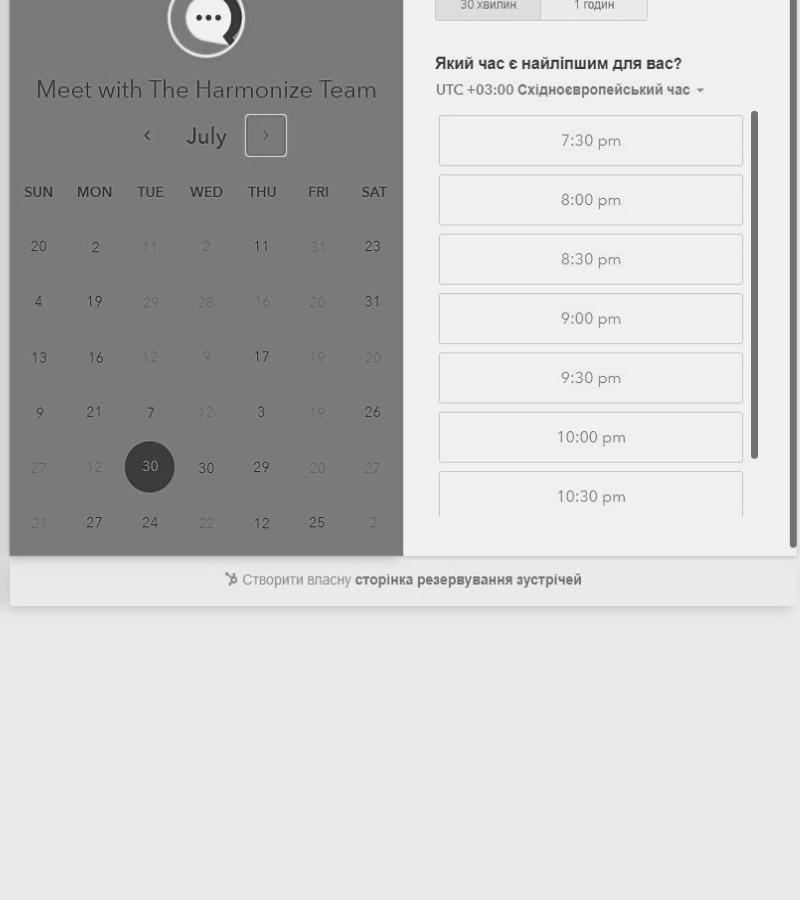 30 хвилин 1 годин
Meet with The Harmonize Team
July
SUN MON TUE WED THU FRI SAT
20 2 11 2 11 31 23
4 19 29 28 16 20 31
13 16 12 9 17 19 20
9 21 7 12 3 19 26
27 12 30 30 29 20 27
21 27 24 22 12 25 2
Який час є найліпшим для вас?
UTC +03:00 Східноєвропейський час
7:30 pm
8:00 pm
8:30 pm
9:00 pm
9:30 pm
10:00 pm
10:30 pm
Створити власну сторінка резервування зустрічей